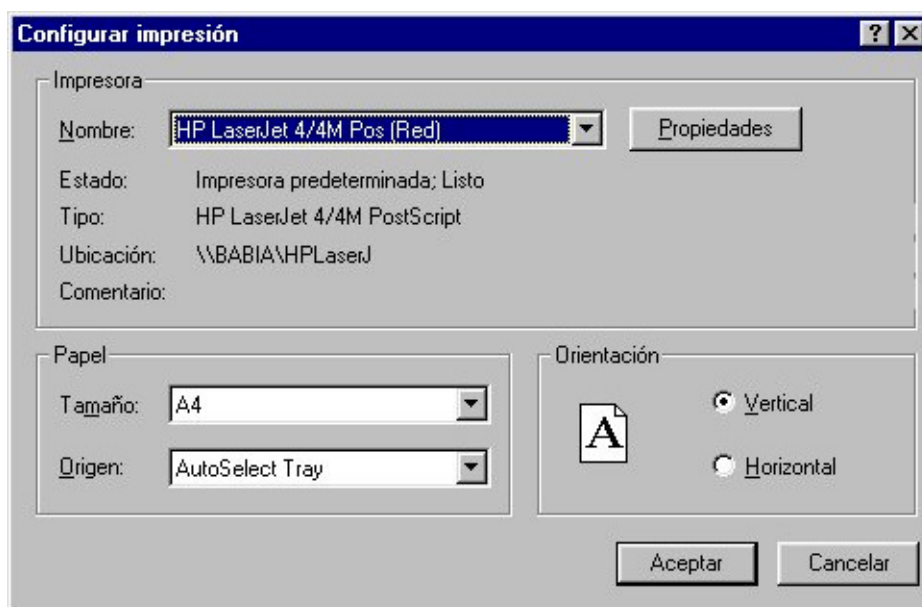 Configurar impresión
Impresora
Nombre: HP LaserJet 4/4M Pos (Red) Propiedades
Estado: Impresora predeterminada; Listo
Tipo: HP LaserJet 4/4M PostScript
Ubicación: \\BABIA\HPLaserJ
Comentario:
Papel
Tamaño: A4
Origen: AutoSelect Tray
Orientación
A
Vertical
Horizontal
Aceptar Cancelar